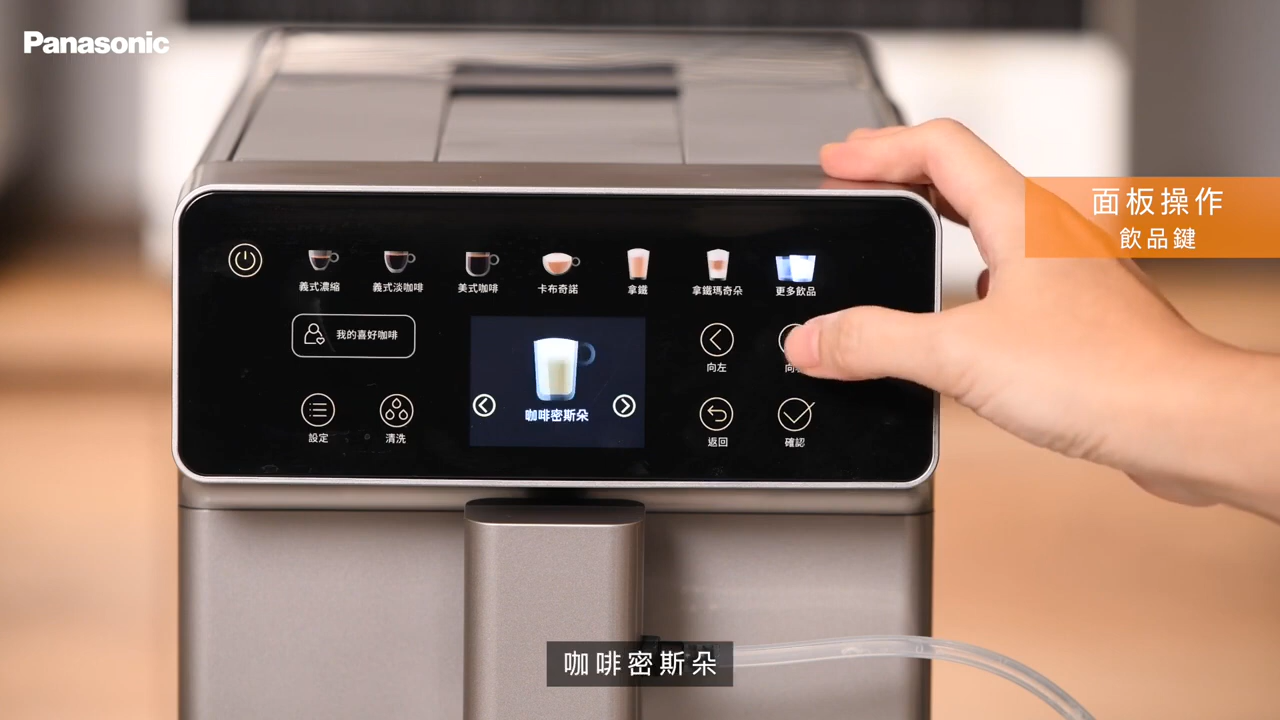 Panasonic
面板操作
飲品鍵
義式濃縮
義式淡咖啡
美式咖啡
卡布奇諾
拿鐵
拿鐵瑪奇朵
更多飲品
我的喜好咖啡
向左
向
咖啡密斯朵
設定
清洗
返回
確認
咖啡密斯朵